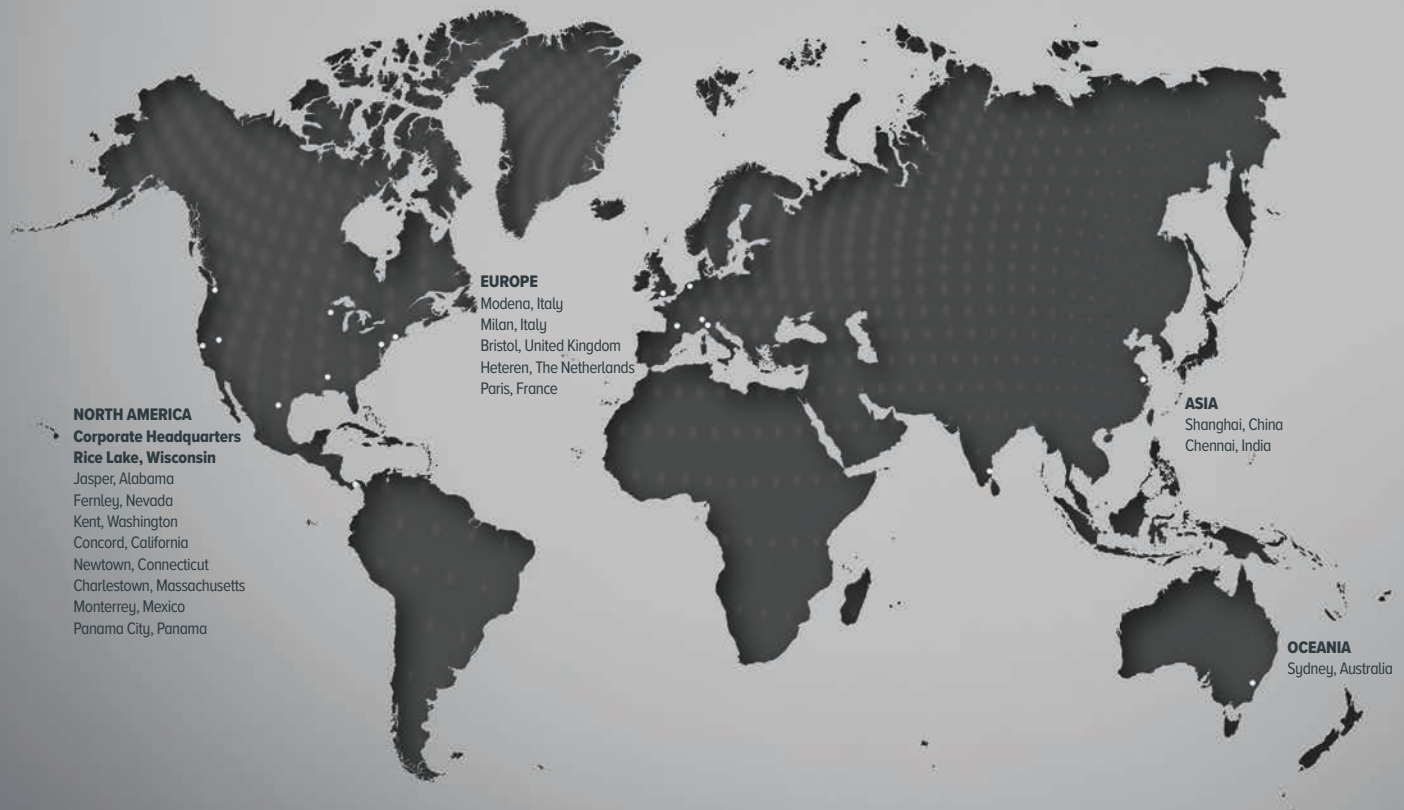 EUROPE
Modena, Italy
Milan, Italy
Bristol, United Kingdom
Heteren, The Netherlands
Paris, France
NORTH AMERICA
Corporate Headquarters
Rice Lake, Wisconsin
Jasper, Alabama
Fernley, Nevada
Kent, Washington
Concord, California
Newtown, Connecticut
Charlestown, Massachusetts
Monterrey, Mexico
Panama City, Panama
ASIA
Shanghai, China
Chennai, India
OCEANIA
Sydney, Australia